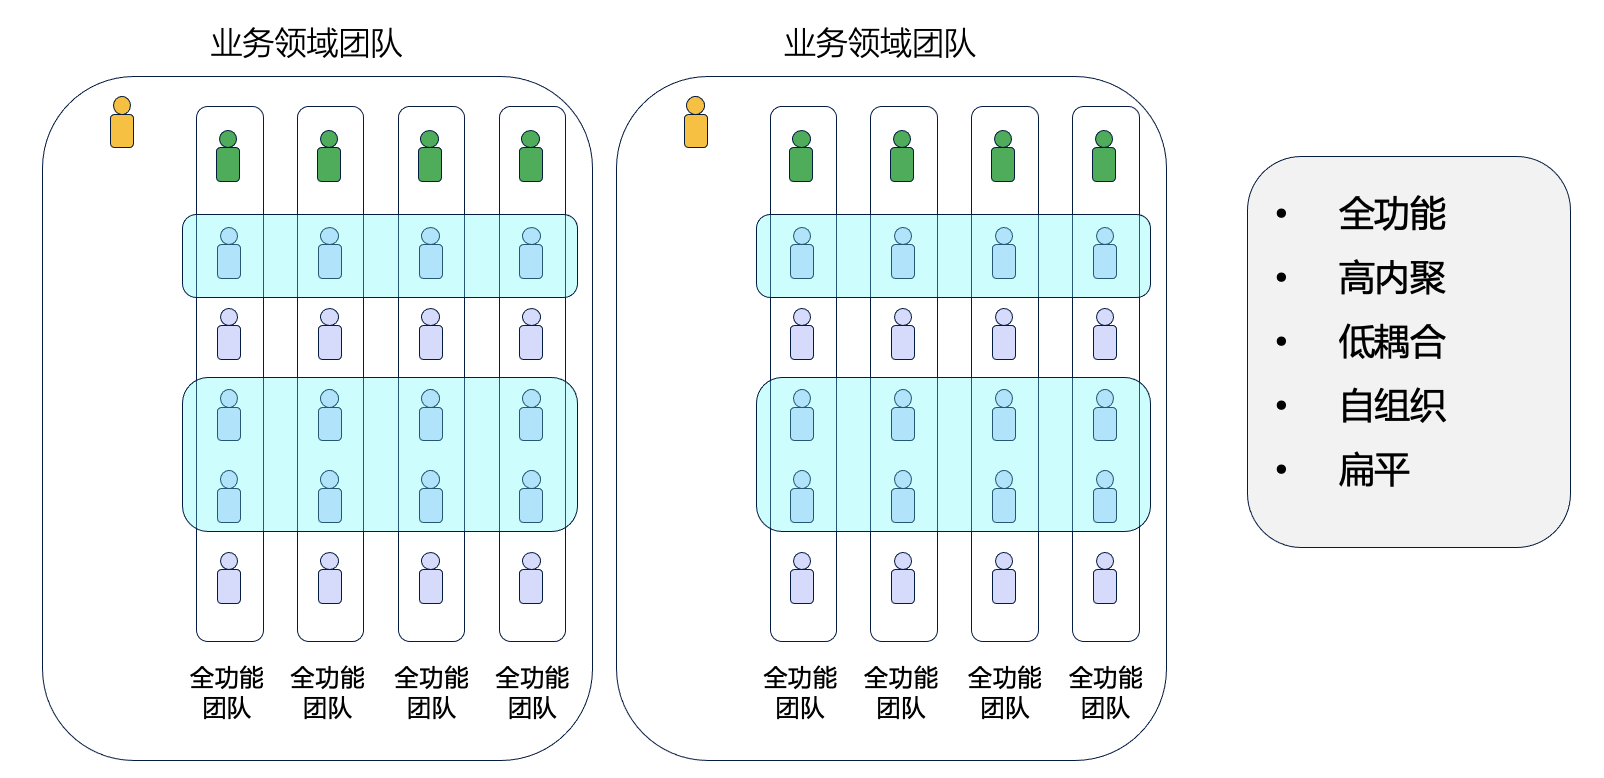 业务领域团队
业务领域团队
全功能
团队
全功能
团队
全功能
团队
全功能
团队
全功能
团队
全功能
团队
全功能
团队
全功能
团队
• 全功能
• 高内聚
• 低耦合
• 自组织
• 扁平